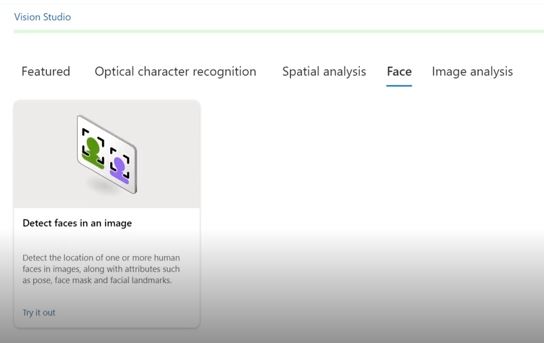 Vision Studio
Featured
Optical character recognition
Spatial analysis
Face
Image analysis
Detect faces in an image
Detect the location of one or more human
faces in images, along with attributes such
as pose, face mask and facial landmarks.
Try it out